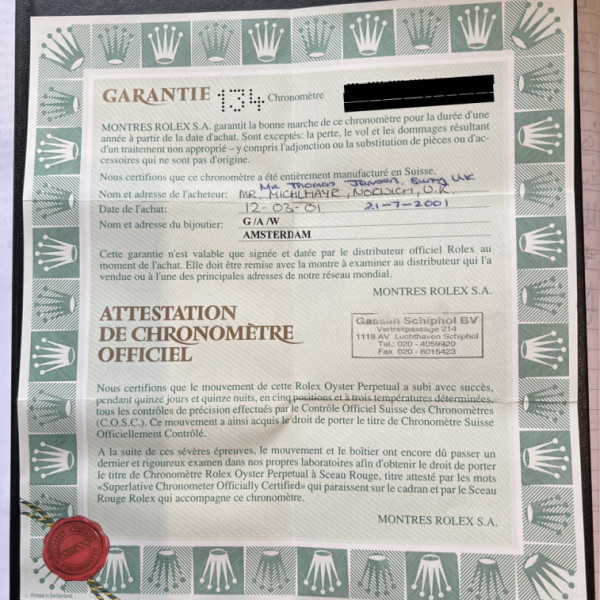 GARANTIE 134 Chronomètre
MONTRES ROLEX S.A. garantit la bonne marche de ce chronomètre pour la durée d'une
année à partir de la date d'achat. Sont exceptés: la perte, le vol et les dommages résultant
d'un traitement non approprié – y compris l'adjonction ou la substitution de pièces ou d'ac-
cessoires qui ne sont pas d'origine.
Nous certifions que ce chronomètre a été entièrement manufacturé en Suisse.
Mr Thomas Jansen, Surrey UK
Nom et adresse de l'acheteur: MR. MICHLMAYR, NORWICH, U.K.
Date de l'achat: 12-03-01 21-7-2001
Nom et adresse du bijoutier: G/A/W
AMSTERDAM
Cette garantie n'est valable que signée et datée par le distributeur officiel Rolex au
moment de l'achat. Elle doit être remise avec la montre à examiner au distributeur qui l'a
vendue ou à l'une des principales adresses de notre réseau mondial.
MONTRES ROLEX S.A.
ATTESTATION
DE CHRONOMÈTRE
OFFICIEL
Gassan Schiphol BV
Vertrekpassage 214
1118 AV Luchthaven Schiphol
Tel.: 020 - 4059920
Fax 020 - 6015423
Nous certifions que le mouvement de cette Rolex Oyster Perpetual a subi avec succès,
pendant quinze jours et quinze nuits, en cinq positions et à trois températures déterminées,
tous les contrôles de précision effectués par le Contrôle Officiel Suisse des Chronomètres
(C.O.S.C.). Ce mouvement a ainsi acquis le droit de porter le titre de Chronomètre Suisse
Officiellement Contrôlé.
A la suite de ces sévères épreuves, le mouvement et le boîtier ont encore dû passer un
dernier et rigoureux examen dans nos propres laboratoires afin d'obtenir le droit de porter
le titre de Chronomètre Rolex Oyster Perpetual à Sceau Rouge, titre attesté par les mots
«Superlative Chronometer Officially Certified» qui paraissent sur le cadran et par le Sceau
Rouge Rolex qui accompagne ce chronomètre.
MONTRES ROLEX S.A.
Printed in Switzerland